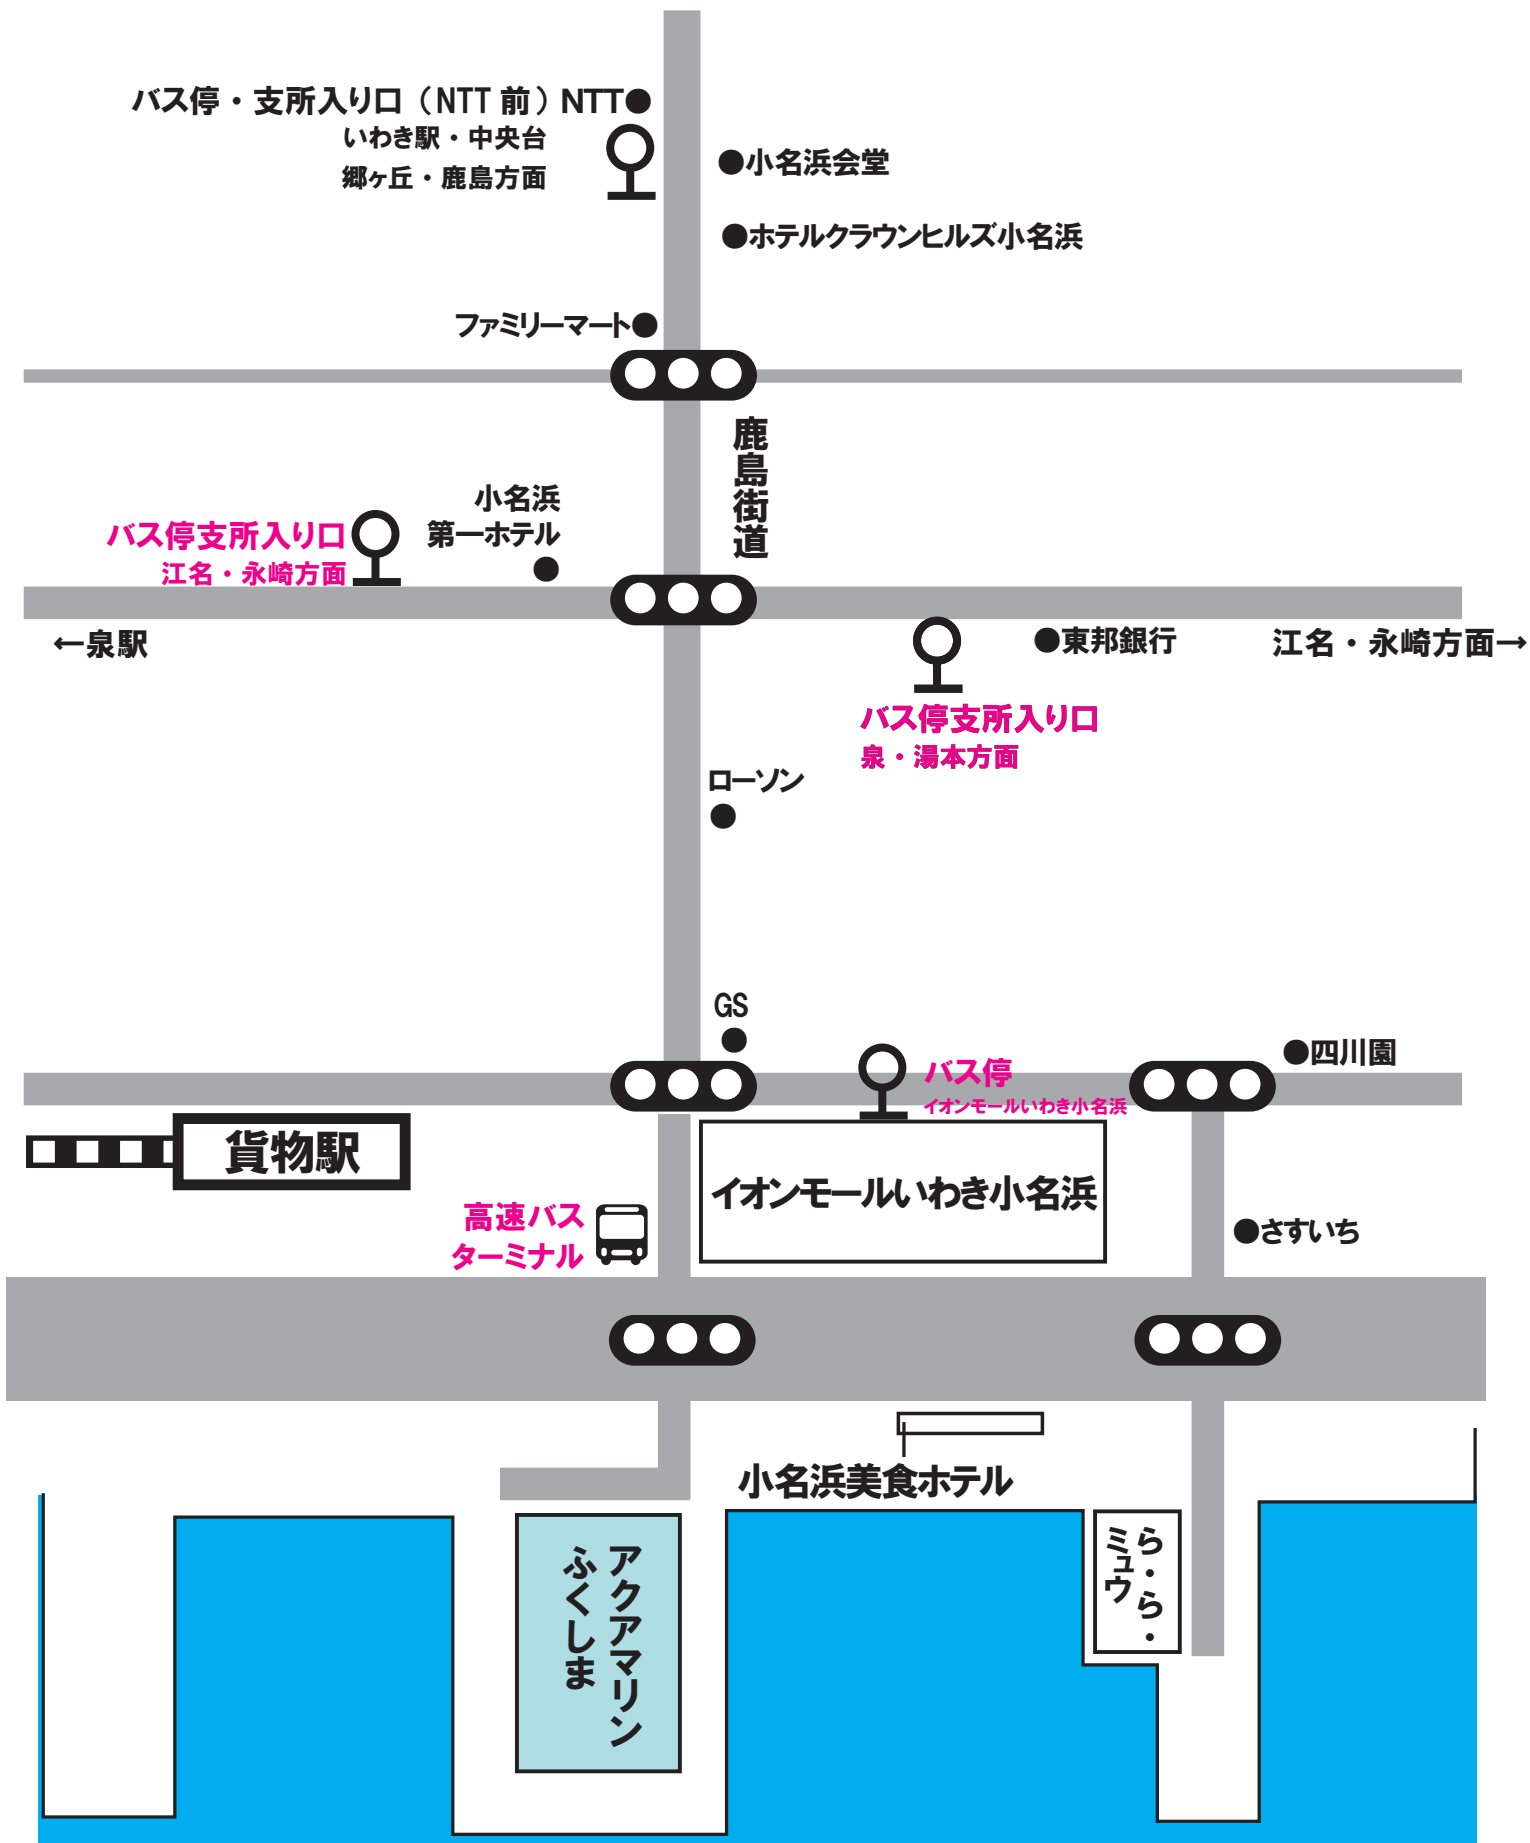 バス停・支所入り口（NTT 前）NTT
いわき駅・中央台
郷ヶ丘・鹿島方面
小名浜会堂
ホテルクラウンヒルズ小名浜
ファミリーマート
鹿島街道
小名浜
第一ホテル
バス停支所入り口
江名・永崎方面
←泉駅
東邦銀行
江名・永崎方面→
バス停支所入り口
泉・湯本方面
ローソン
GS
バス停
イオンモールいわき小名浜
四川園
貨物駅
イオンモールいわき小名浜
高速バス
ターミナル
さすいち
小名浜美食ホテル
アクアマリン
ふくしま
ら・ら・
ミュウ